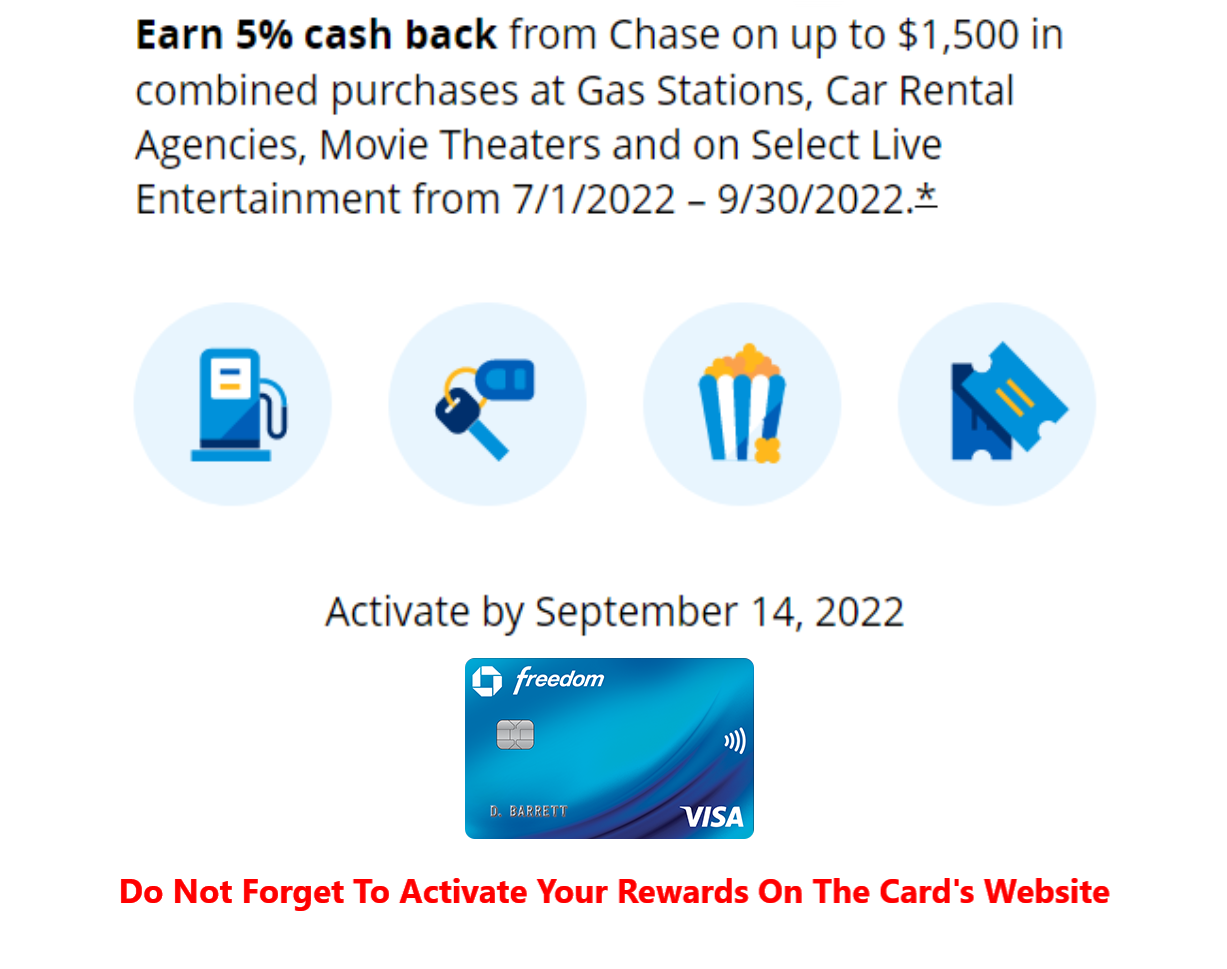 Earn 5% cash back from Chase on up to $1,500 in
combined purchases at Gas Stations, Car Rental
Agencies, Movie Theaters and on Select Live
Entertainment from 7/1/2022 – 9/30/2022.*
Activate by September 14, 2022
freedom
D. BARRETT
VISA
Do Not Forget To Activate Your Rewards On The Card's Website